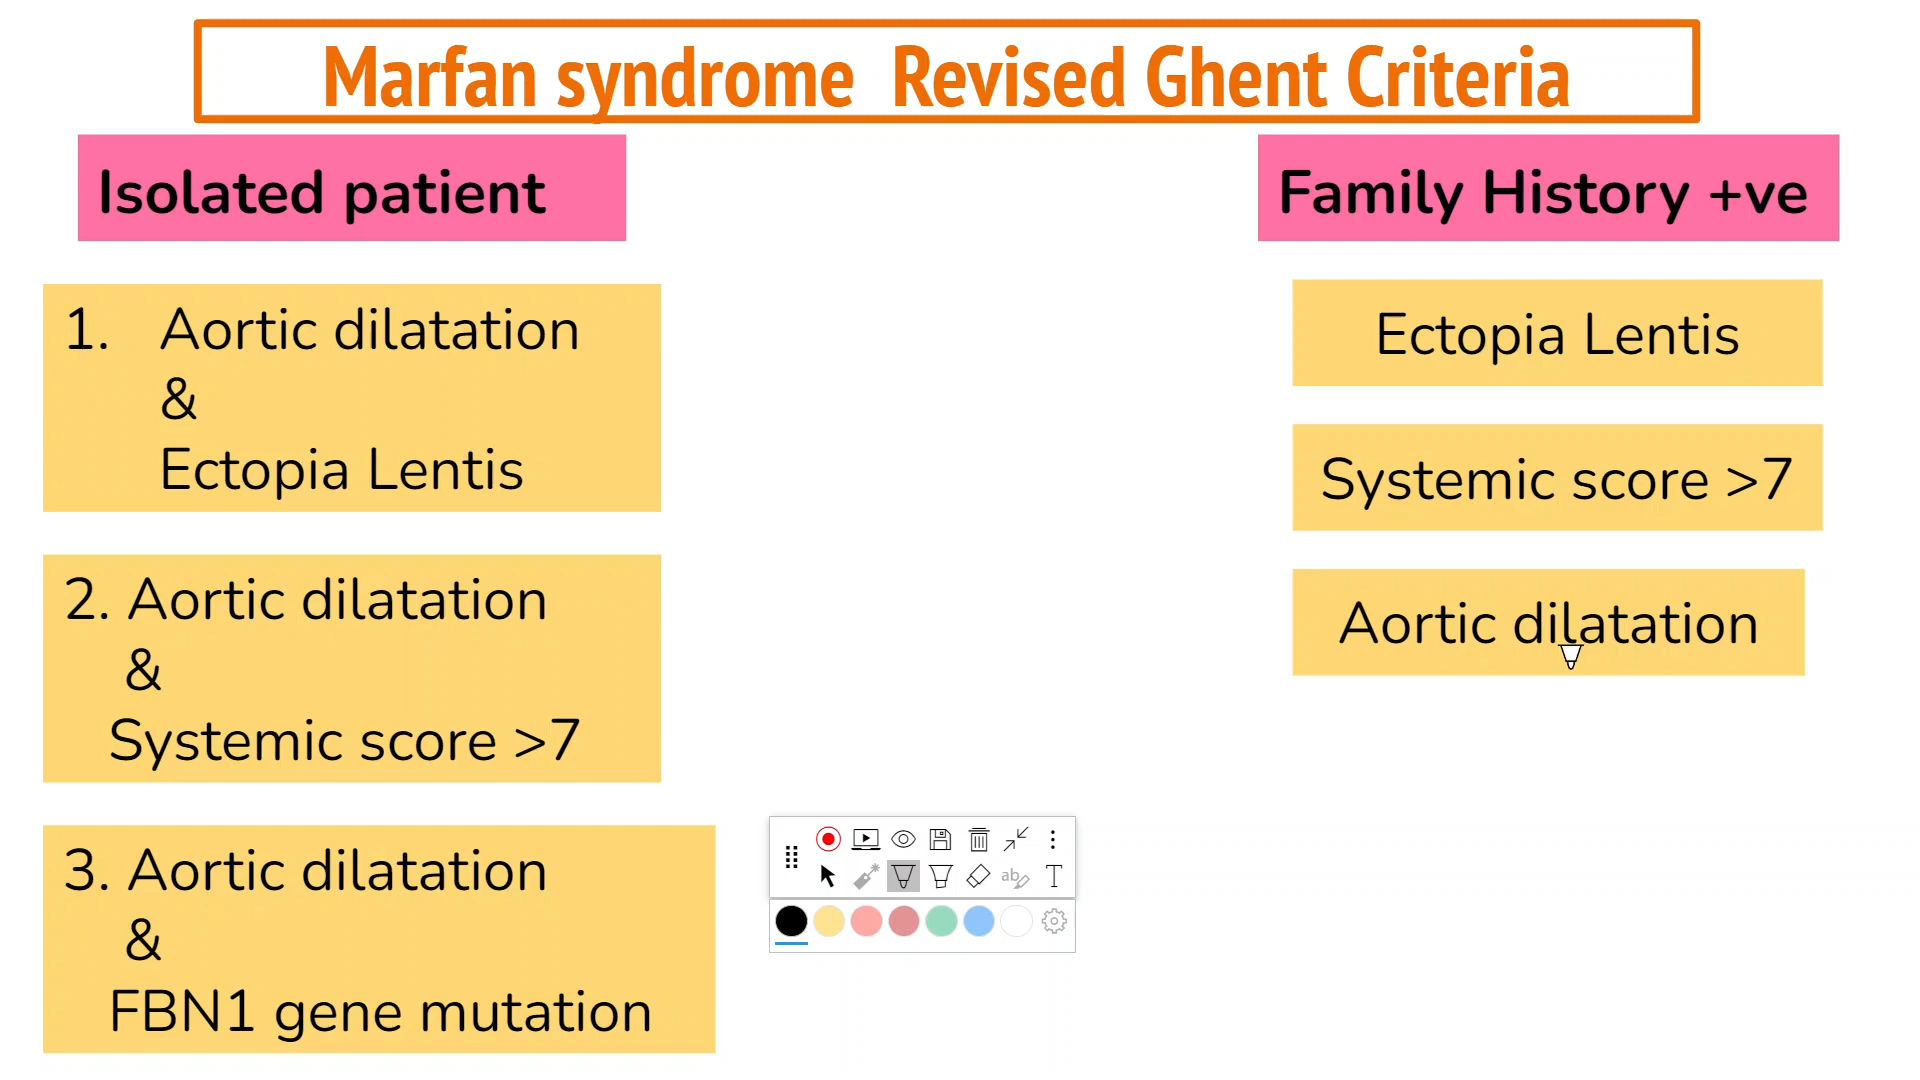 Marfan syndrome Revised Ghent Criteria
Isolated patient
1. Aortic dilatation
&
Ectopia Lentis
2. Aortic dilatation
&
Systemic score >7
3. Aortic dilatation
&
FBN1 gene mutation
Family History +ve
Ectopia Lentis
Systemic score >7
Aortic dilatation
ab
T